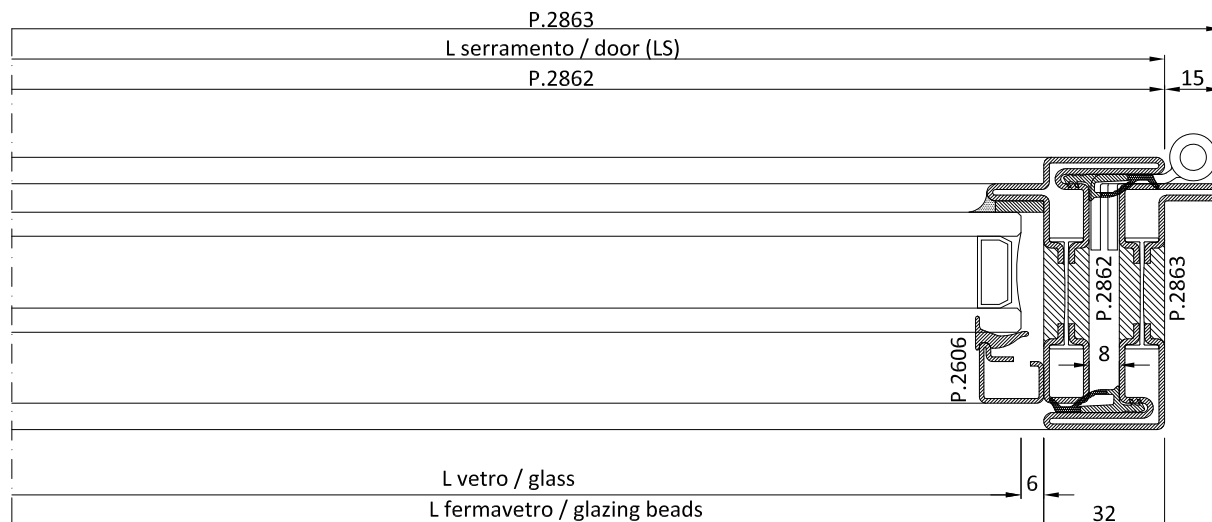 P.2863
L serramento / door (LS)
P.2862
15
P.2862
P.2863
P.2606
8
L vetro / glass
6
L fermavetro / glazing beads
32